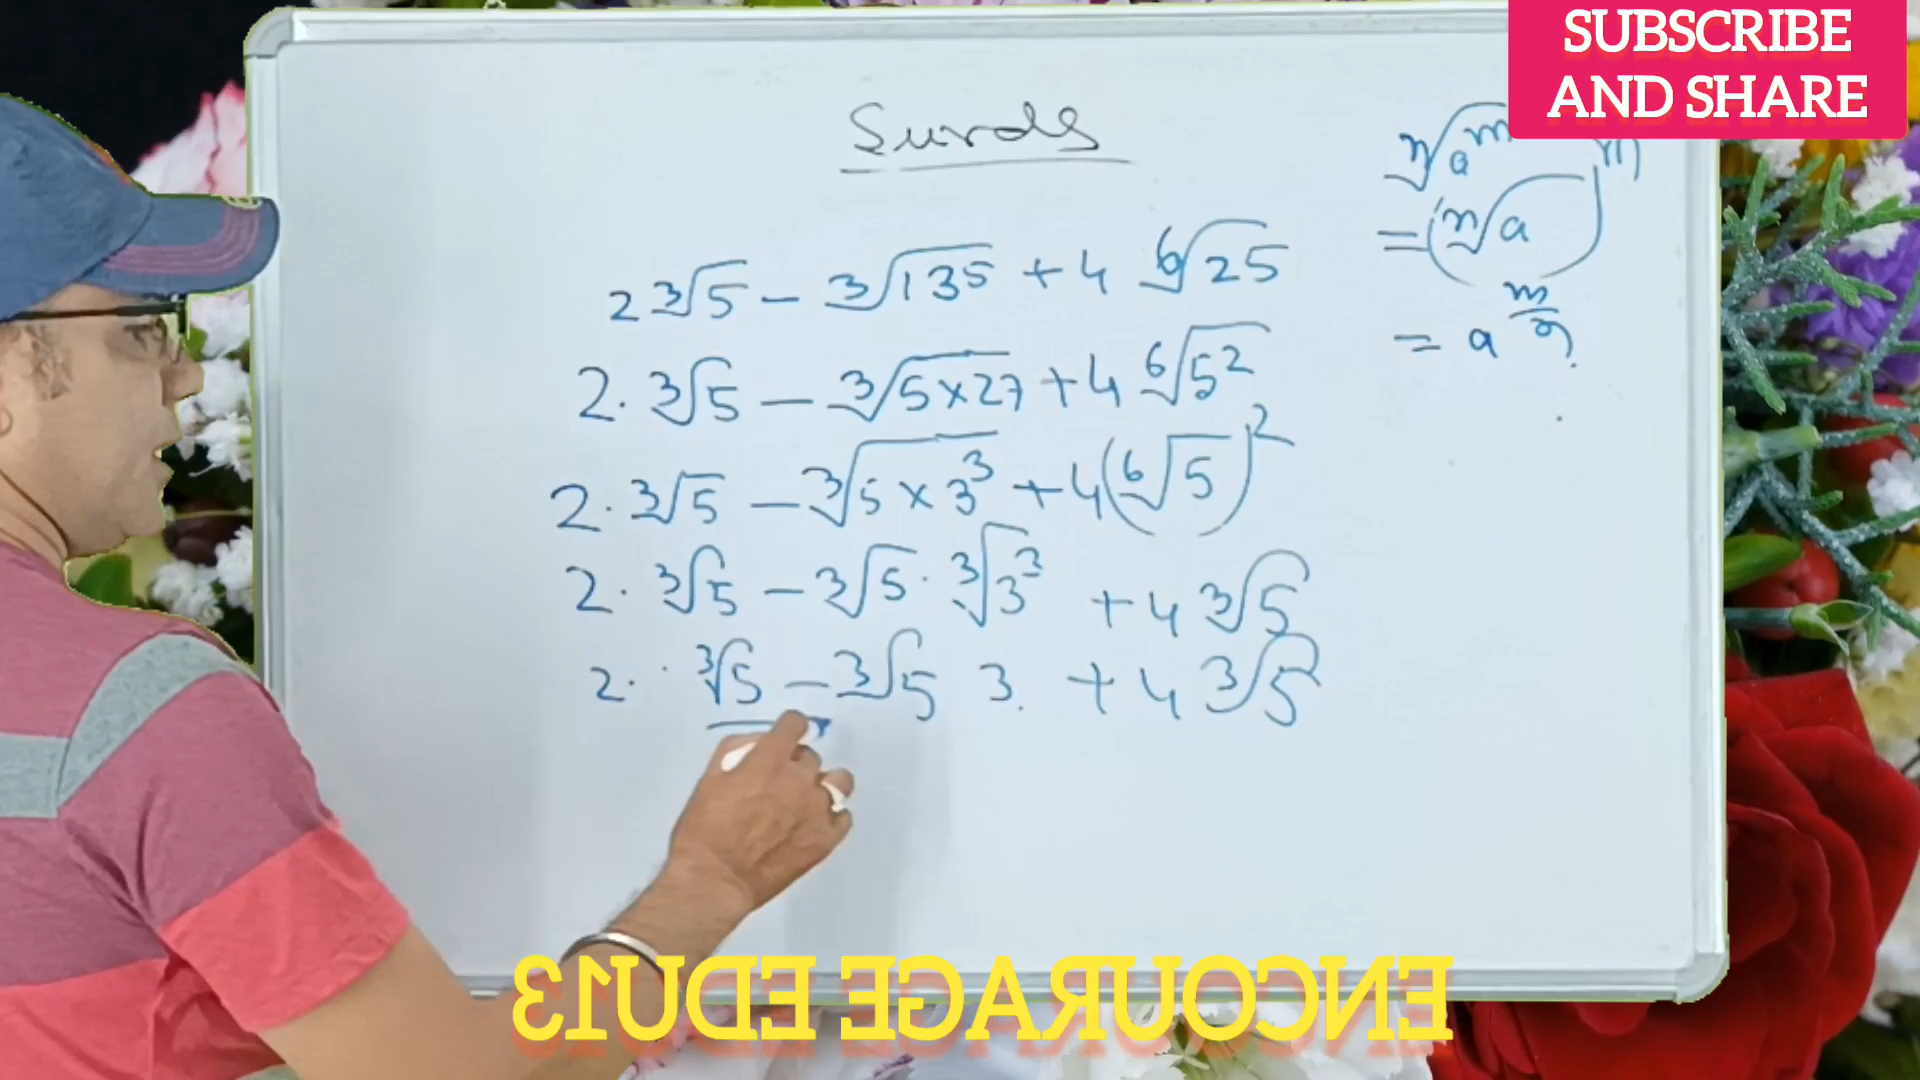 SUBSCRIBE
AND SHARE
Surds
ⁿ√a^m
= (ⁿ√a)^m
= a^(m/n)
2 ∛5 − ∛135 + 4 ⁶√25
2. ∛5 − ∛(5×27) + 4 ⁶√5²
2. ∛5 − ∛(5×3³) + 4(⁶√5)²
2. ∛5 − ∛5 . ∛3³ + 4 ∛5
2. . ∛5 − ∛5 3. + 4 ∛5
ENCOURAGE EDU13